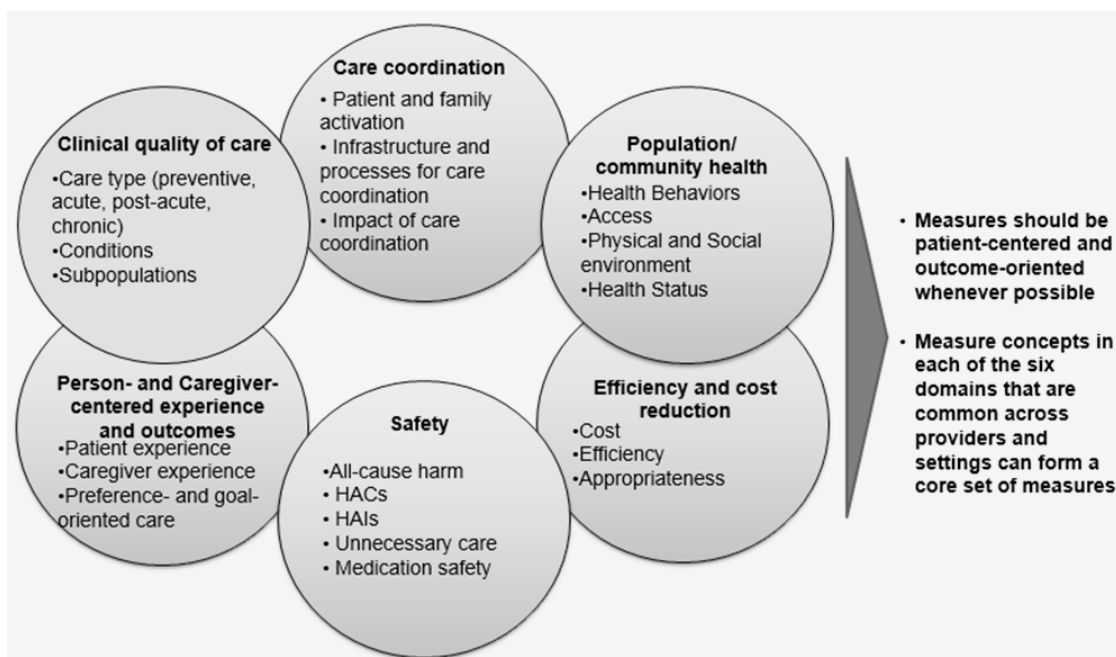 Care coordination
• Patient and family
activation
• Infrastructure and
processes for care
coordination
• Impact of care
coordination
Clinical quality of care
•Care type (preventive,
acute, post-acute,
chronic)
•Conditions
•Subpopulations
Population/
community health
•Health Behaviors
•Access
•Physical and Social
environment
•Health Status
Person- and Caregiver-
centered experience
and outcomes
•Patient experience
•Caregiver experience
•Preference- and goal-
oriented care
Safety
•All-cause harm
• HACs
• HAIs
• Unnecessary care
• Medication safety
Efficiency and cost
reduction
•Cost
•Efficiency
•Appropriateness
• Measures should be
patient-centered and
outcome-oriented
whenever possible
• Measure concepts in
each of the six
domains that are
common across
providers and
settings can form a
core set of measures